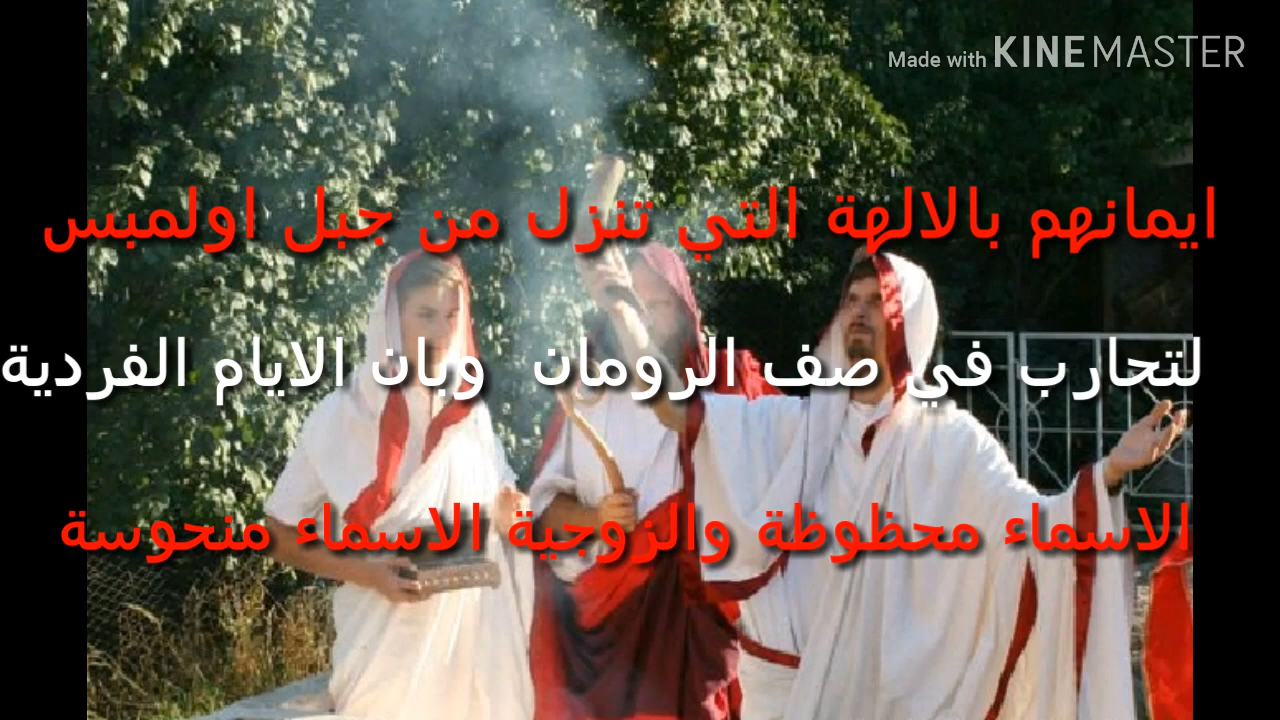 Made with KINEMASTER
ايمانهم بالالهة التي تنزل من جبل اولمبس
لتحارب في صف الرومان وبان الايام الفردية
الاسماء محظوظة والزوجية الاسماء منحوسة